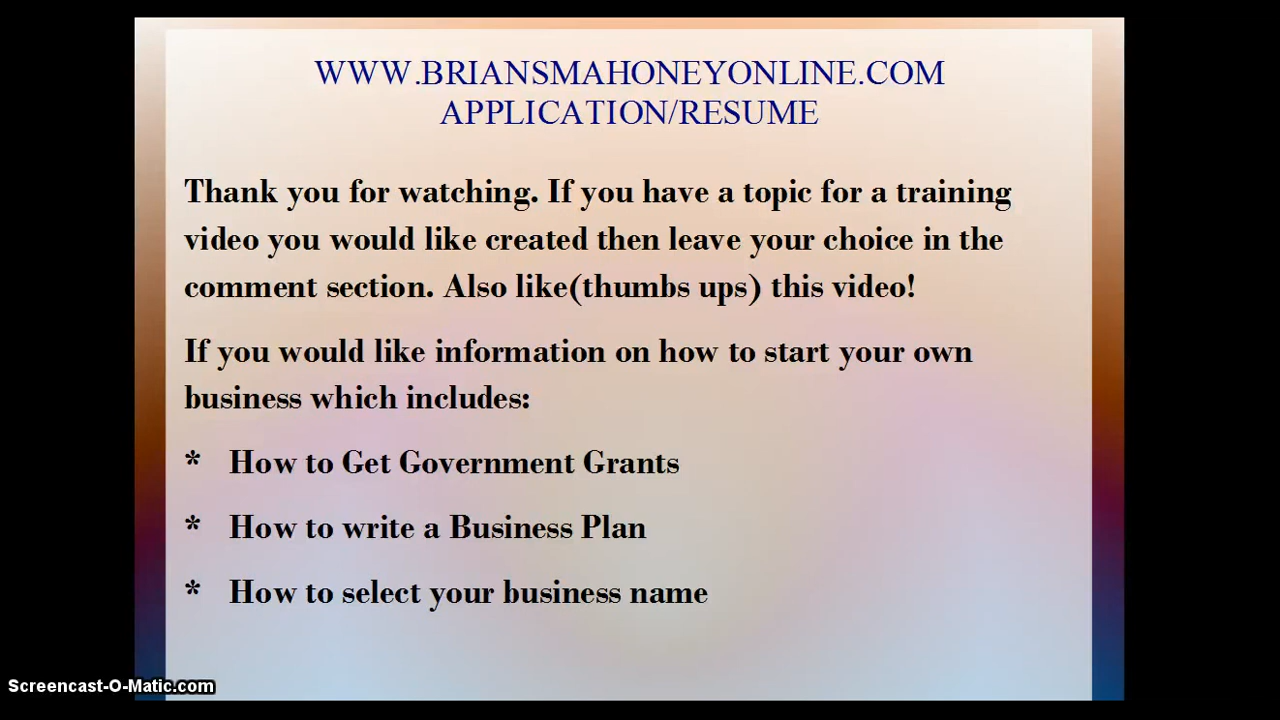 WWW.BRIANSMAHONEYONLINE.COM
APPLICATION/RESUME
Thank you for watching. If you have a topic for a training
video you would like created then leave your choice in the
comment section. Also like(thumbs ups) this video!
If you would like information on how to start your own
business which includes:
* How to Get Government Grants
* How to write a Business Plan
* How to select your business name
Screencast-O-Matic.com